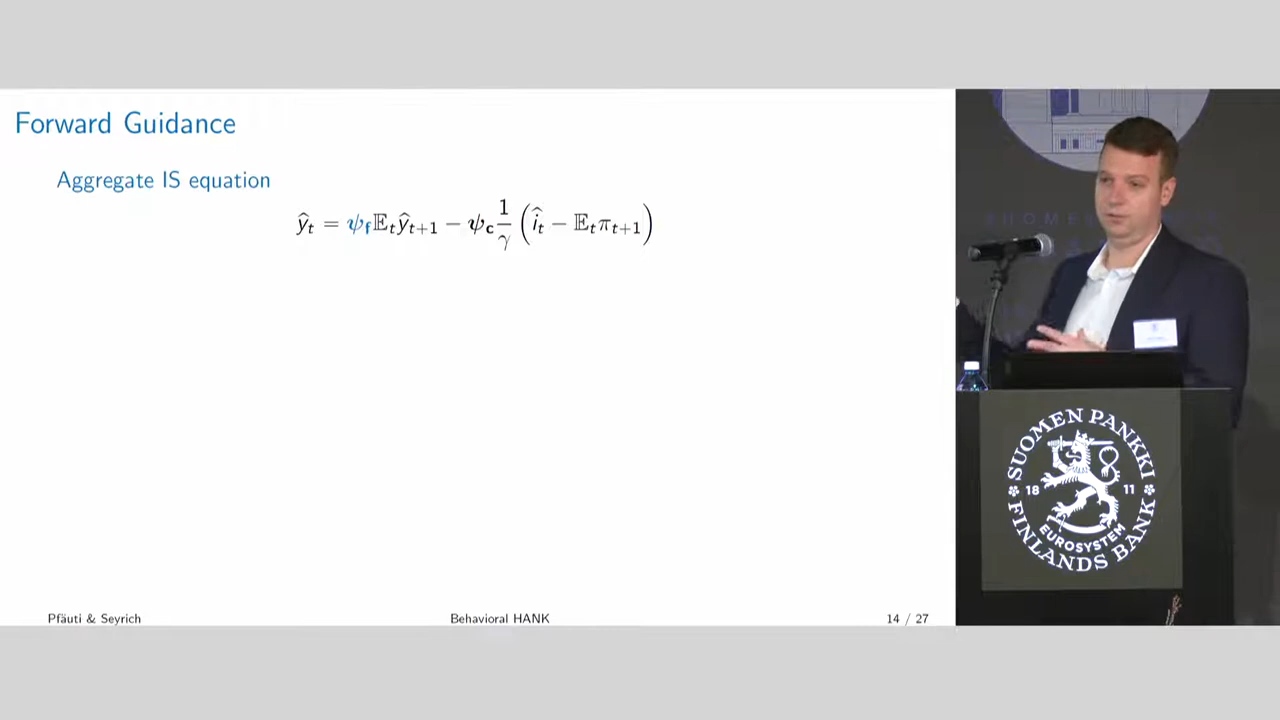 Forward Guidance
Aggregate IS equation
ŷ_t = ψ_f 𝔼_t ŷ_{t+1} − ψ_c 1/γ (î_t − 𝔼_t π_{t+1})
Pfäuti & Seyrich
Behavioral HANK
14 / 27
SUOMEN PANKKI
18 11
EUROSYSTEM
FINLANDS BANK